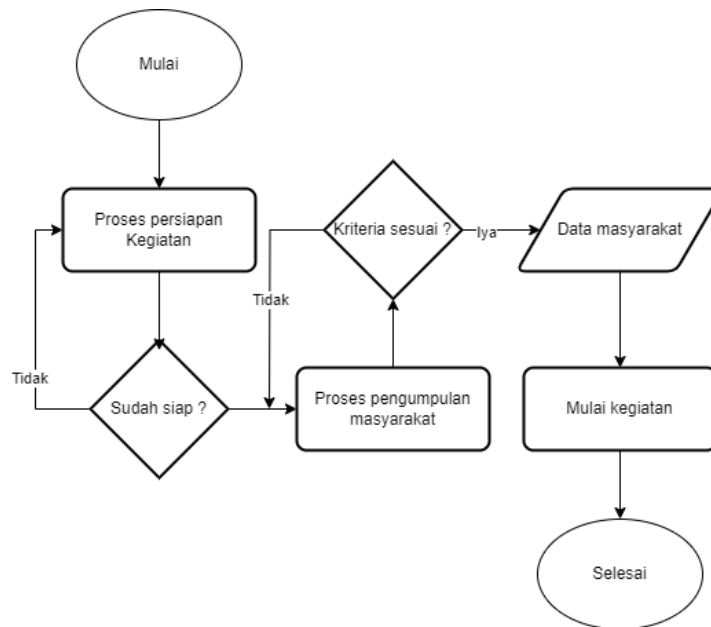 Mulai
Proses persiapan
Kegiatan
Tidak
Sudah siap ?
Proses pengumpulan
masyarakat
Tidak
Kriteria sesuai ?
Iya
Data masyarakat
Mulai kegiatan
Selesai